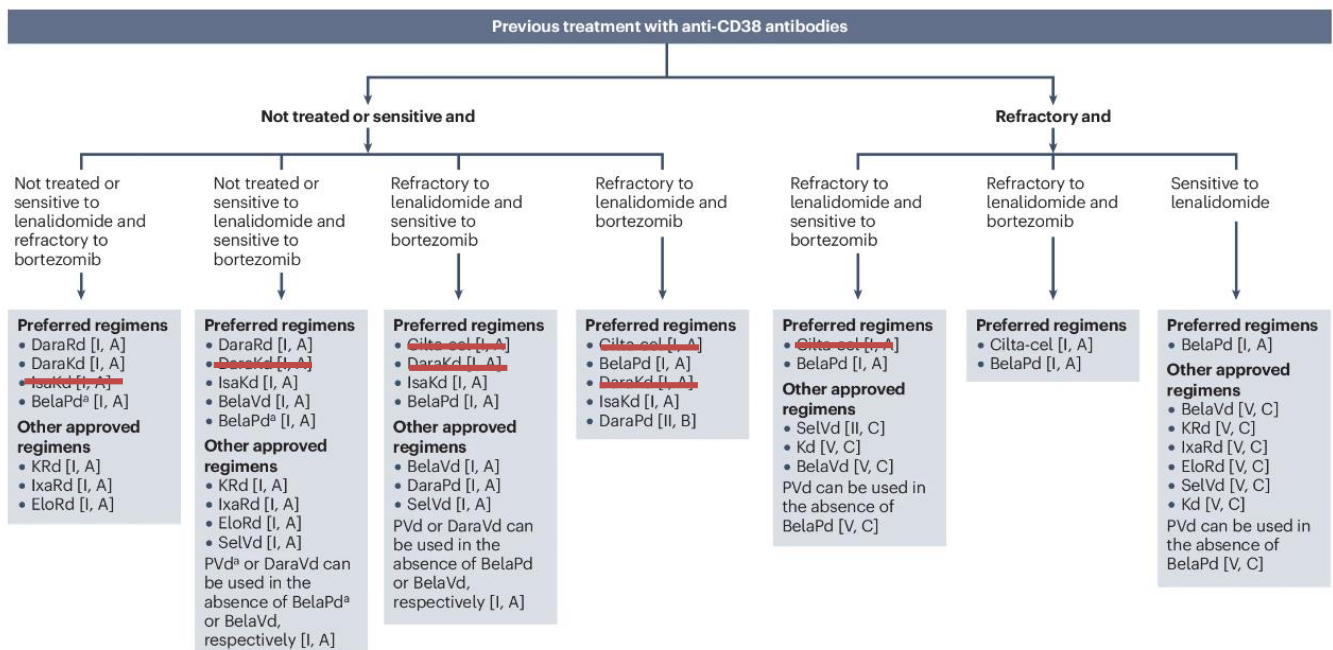 Previous treatment with anti-CD38 antibodies
Not treated or sensitive and
Refractory and
Not treated or
sensitive to
lenalidomide and
refractory to
bortezomib
Not treated or
sensitive to
lenalidomide and
sensitive to
bortezomib
Refractory to
lenalidomide and
sensitive to
bortezomib
Refractory to
lenalidomide and
bortezomib
Refractory to
lenalidomide and
sensitive to
bortezomib
Refractory to
lenalidomide and
bortezomib
Sensitive to
lenalidomide
Preferred regimens
• DaraRd [I, A]
• DaraKd [I, A]
• IsaKd [I, A]
• BelaPdᵃ [I, A]
Other approved
regimens
• KRd [I, A]
• IxaRd [I, A]
• EloRd [I, A]
Preferred regimens
• DaraRd [I, A]
• DaraKd [I, A]
• IsaKd [I, A]
• BelaVd [I, A]
• BelaPdᵃ [I, A]
Other approved
regimens
• KRd [I, A]
• IxaRd [I, A]
• EloRd [I, A]
• SelVd [I, A]
PVdᵃ or DaraVd can
be used in the
absence of BelaPdᵃ
or BelaVd,
respectively [I, A]
Preferred regimens
• Cilta-cel [I, A]
• DaraKd [I, A]
• IsaKd [I, A]
• BelaPd [I, A]
Other approved
regimens
• BelaVd [I, A]
• DaraPd [I, A]
• SelVd [I, A]
PVd or DaraVd can
be used in the
absence of BelaPd
or BelaVd,
respectively [I, A]
Preferred regimens
• Cilta-cel [I, A]
• BelaPd [I, A]
• DaraKd [I, A]
• IsaKd [I, A]
• DaraPd [II, B]
Preferred regimens
• Cilta-cel [I, A]
• BelaPd [I, A]
Other approved
regimens
• SelVd [II, C]
• Kd [V, C]
• BelaVd [V, C]
PVd can be used in
the absence of
BelaPd [V, C]
Preferred regimens
• Cilta-cel [I, A]
• BelaPd [I, A]
Preferred regimens
• BelaPd [I, A]
Other approved
regimens
• BelaVd [V, C]
• KRd [V, C]
• IxaRd [V, C]
• EloRd [V, C]
• SelVd [V, C]
• Kd [V, C]
PVd can be used in
the absence of
BelaPd [V, C]